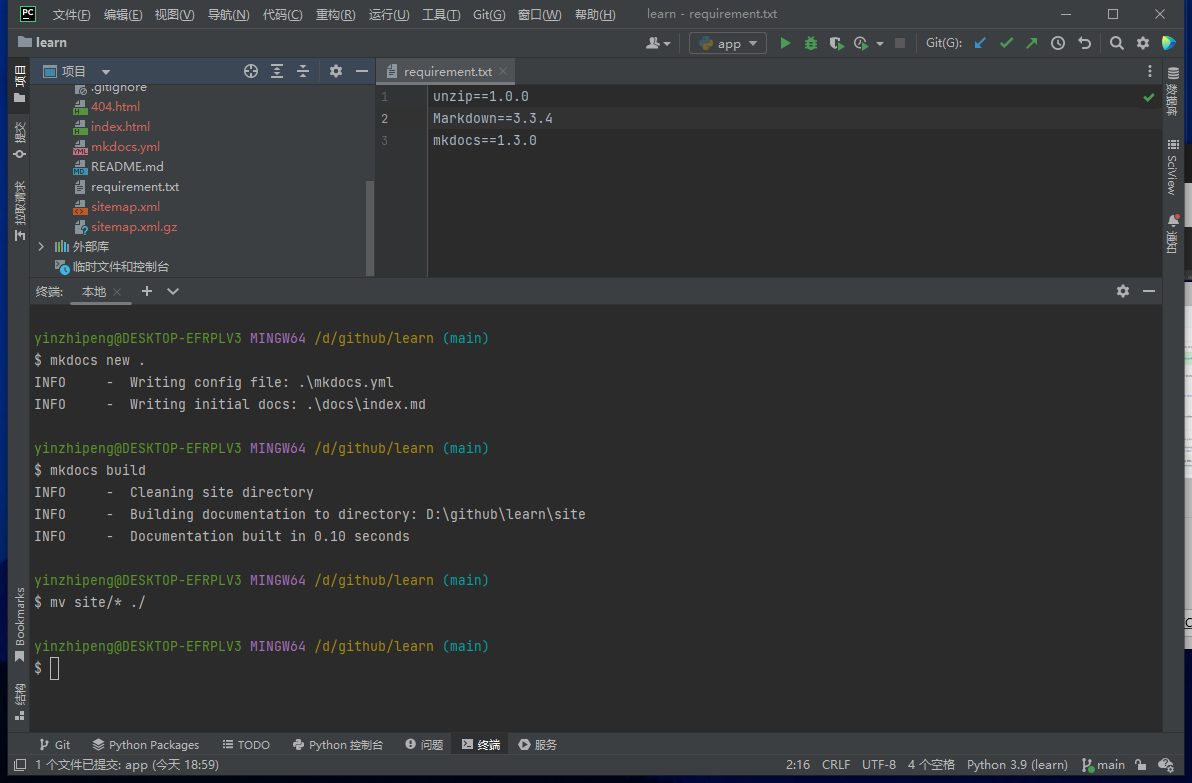 PC 文件(F) 编辑(E) 视图(V) 导航(N) 代码(C) 重构(R) 运行(U) 工具(T) Git(G) 窗口(W) 帮助(H) learn - requirement.txt
learn app Git(G):
项目 requirement.txt
.gitignore
404.html
index.html
mkdocs.yml
README.md
requirement.txt
sitemap.xml
sitemap.xml.gz
外部库
临时文件和控制台
1 unzip==1.0.0
2 Markdown==3.3.4
3 mkdocs==1.3.0
项目
提交
拉取请求
Bookmarks
结构
数据库
SciView
通知
终端: 本地
yinzhipeng@DESKTOP-EFRPLV3 MINGW64 /d/github/learn (main)
$ mkdocs new .
INFO - Writing config file: .\mkdocs.yml
INFO - Writing initial docs: .\docs\index.md
yinzhipeng@DESKTOP-EFRPLV3 MINGW64 /d/github/learn (main)
$ mkdocs build
INFO - Cleaning site directory
INFO - Building documentation to directory: D:\github\learn\site
INFO - Documentation built in 0.10 seconds
yinzhipeng@DESKTOP-EFRPLV3 MINGW64 /d/github/learn (main)
$ mv site/* ./
yinzhipeng@DESKTOP-EFRPLV3 MINGW64 /d/github/learn (main)
$
Git Python Packages TODO Python 控制台 问题 终端 服务
1 个文件已提交: app (今天 18:59) 2:16 CRLF UTF-8 4 个空格 Python 3.9 (learn) main